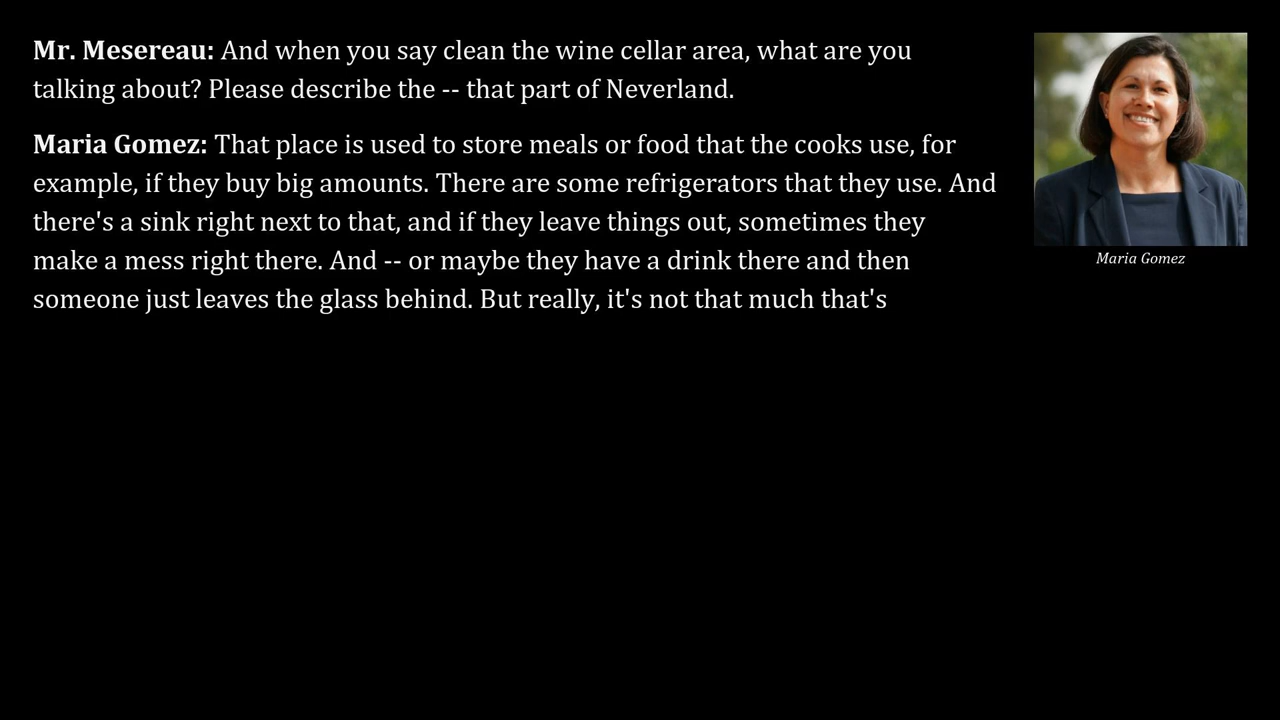 Mr. Mesereau: And when you say clean the wine cellar area, what are you
talking about? Please describe the -- that part of Neverland.
Maria Gomez: That place is used to store meals or food that the cooks use, for
example, if they buy big amounts. There are some refrigerators that they use. And
there's a sink right next to that, and if they leave things out, sometimes they
make a mess right there. And -- or maybe they have a drink there and then
someone just leaves the glass behind. But really, it's not that much that's
Maria Gomez